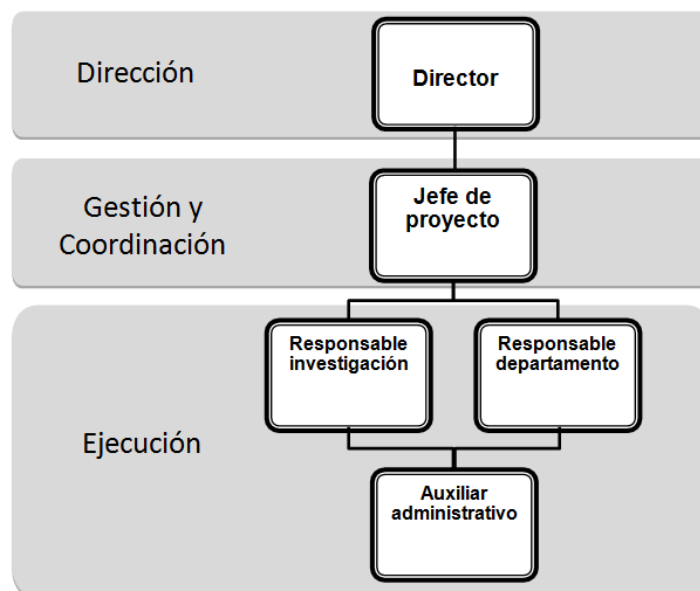 Dirección
Director
Gestión y
Coordinación
Jefe de
proyecto
Ejecución
Responsable
investigación
Responsable
departamento
Auxiliar
administrativo